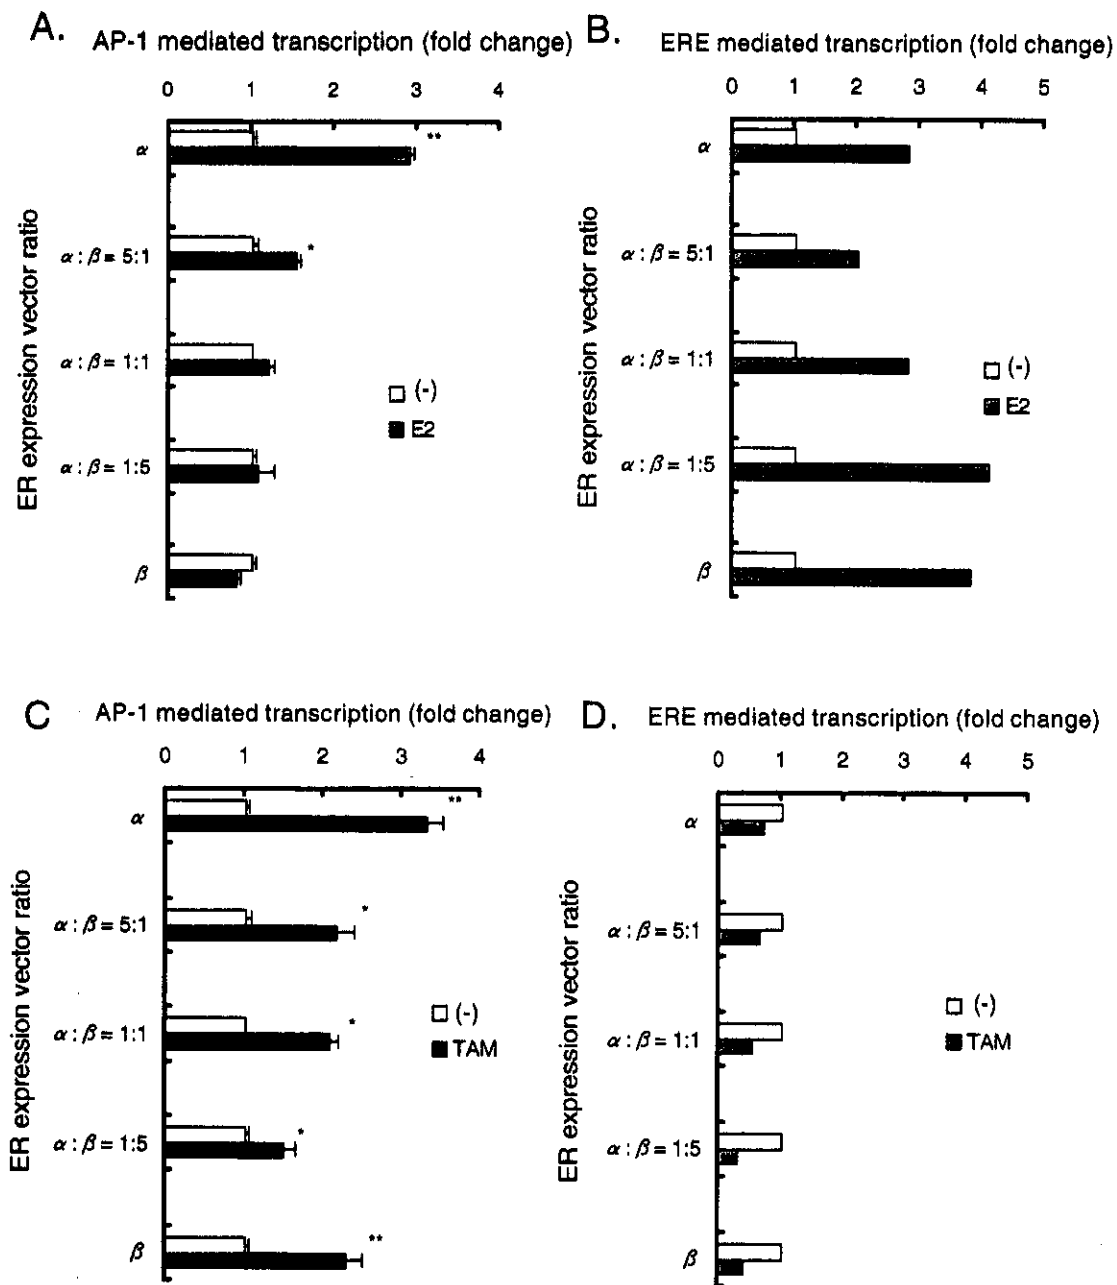 A. AP-1 mediated transcription (fold change)
0 1 2 3 4
ER expression vector ratio
α **
α : β = 5:1 *
α : β = 1:1
α : β = 1:5
β
(-)
E2
B. ERE mediated transcription (fold change)
0 1 2 3 4 5
ER expression vector ratio
α
α : β = 5:1
α : β = 1:1
α : β = 1:5
β
(-)
E2
C AP-1 mediated transcription (fold change)
0 1 2 3 4
ER expression vector ratio
α **
α : β = 5:1 *
α : β = 1:1 *
α : β = 1:5 *
β **
(-)
TAM
D. ERE mediated transcription (fold change)
0 1 2 3 4 5
ER expression vector ratio
α
α : β = 5:1
α : β = 1:1
α : β = 1:5
β
(-)
TAM